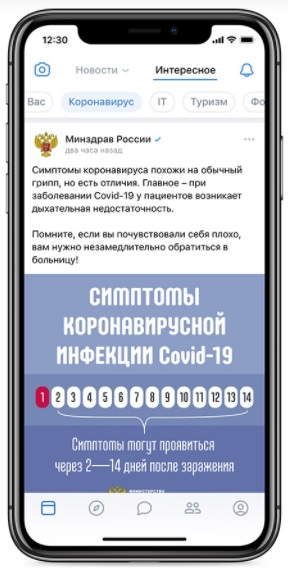 12:30
Новости
Интересное
Вас
Коронавирус
IT
Туризм
Фо
Минздрав России
два часа назад
Симптомы коронавируса похожи на обычный
грипп, но есть отличия. Главное – при
заболевании Covid-19 у пациентов возникает
дыхательная недостаточность.
Помните, если вы почувствовали себя плохо,
вам нужно незамедлительно обратиться в
больницу!
СИМПТОМЫ
КОРОНАВИРУСНОЙ
ИНФЕКЦИИ Covid-19
1 2 3 4 5 6 7 8 9 10 11 12 13 14
Симптомы могут проявиться
через 2—14 дней после заражения
МИНИСТЕРСТВО